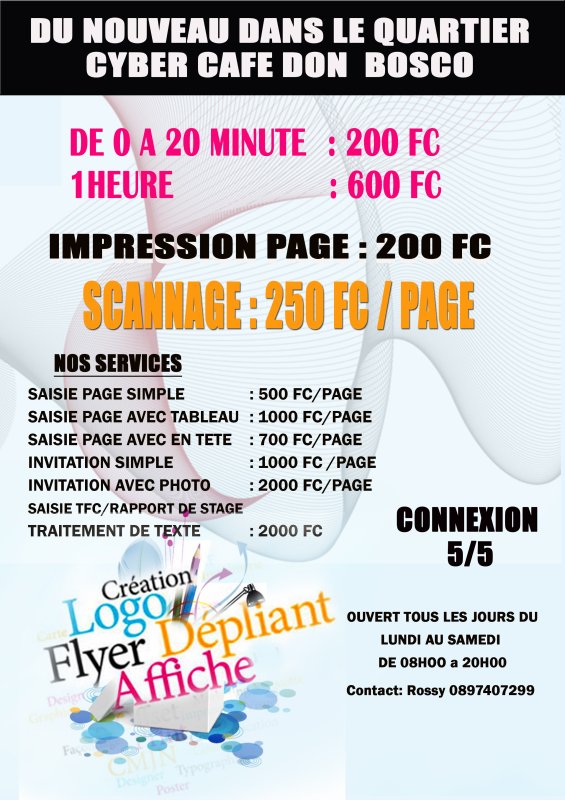 DU NOUVEAU DANS LE QUARTIER
CYBER CAFE DON BOSCO
DE 0 A 20 MINUTE : 200 FC
1HEURE : 600 FC
IMPRESSION PAGE : 200 FC
SCANNAGE : 250 FC / PAGE
NOS SERVICES
SAISIE PAGE SIMPLE : 500 FC/PAGE
SAISIE PAGE AVEC TABLEAU : 1000 FC/PAGE
SAISIE PAGE AVEC EN TETE : 700 FC/PAGE
INVITATION SIMPLE : 1000 FC /PAGE
INVITATION AVEC PHOTO : 2000 FC/PAGE
SAISIE TFC/RAPPORT DE STAGE
TRAITEMENT DE TEXTE : 2000 FC
CONNEXION
5/5
Création
Logo
Flyer Dépliant
Affiche
Carte
Design
CMJN
Designer
Poster
OUVERT TOUS LES JOURS DU
LUNDI AU SAMEDI
DE 08H00 a 20H00
Contact: Rossy 0897407299